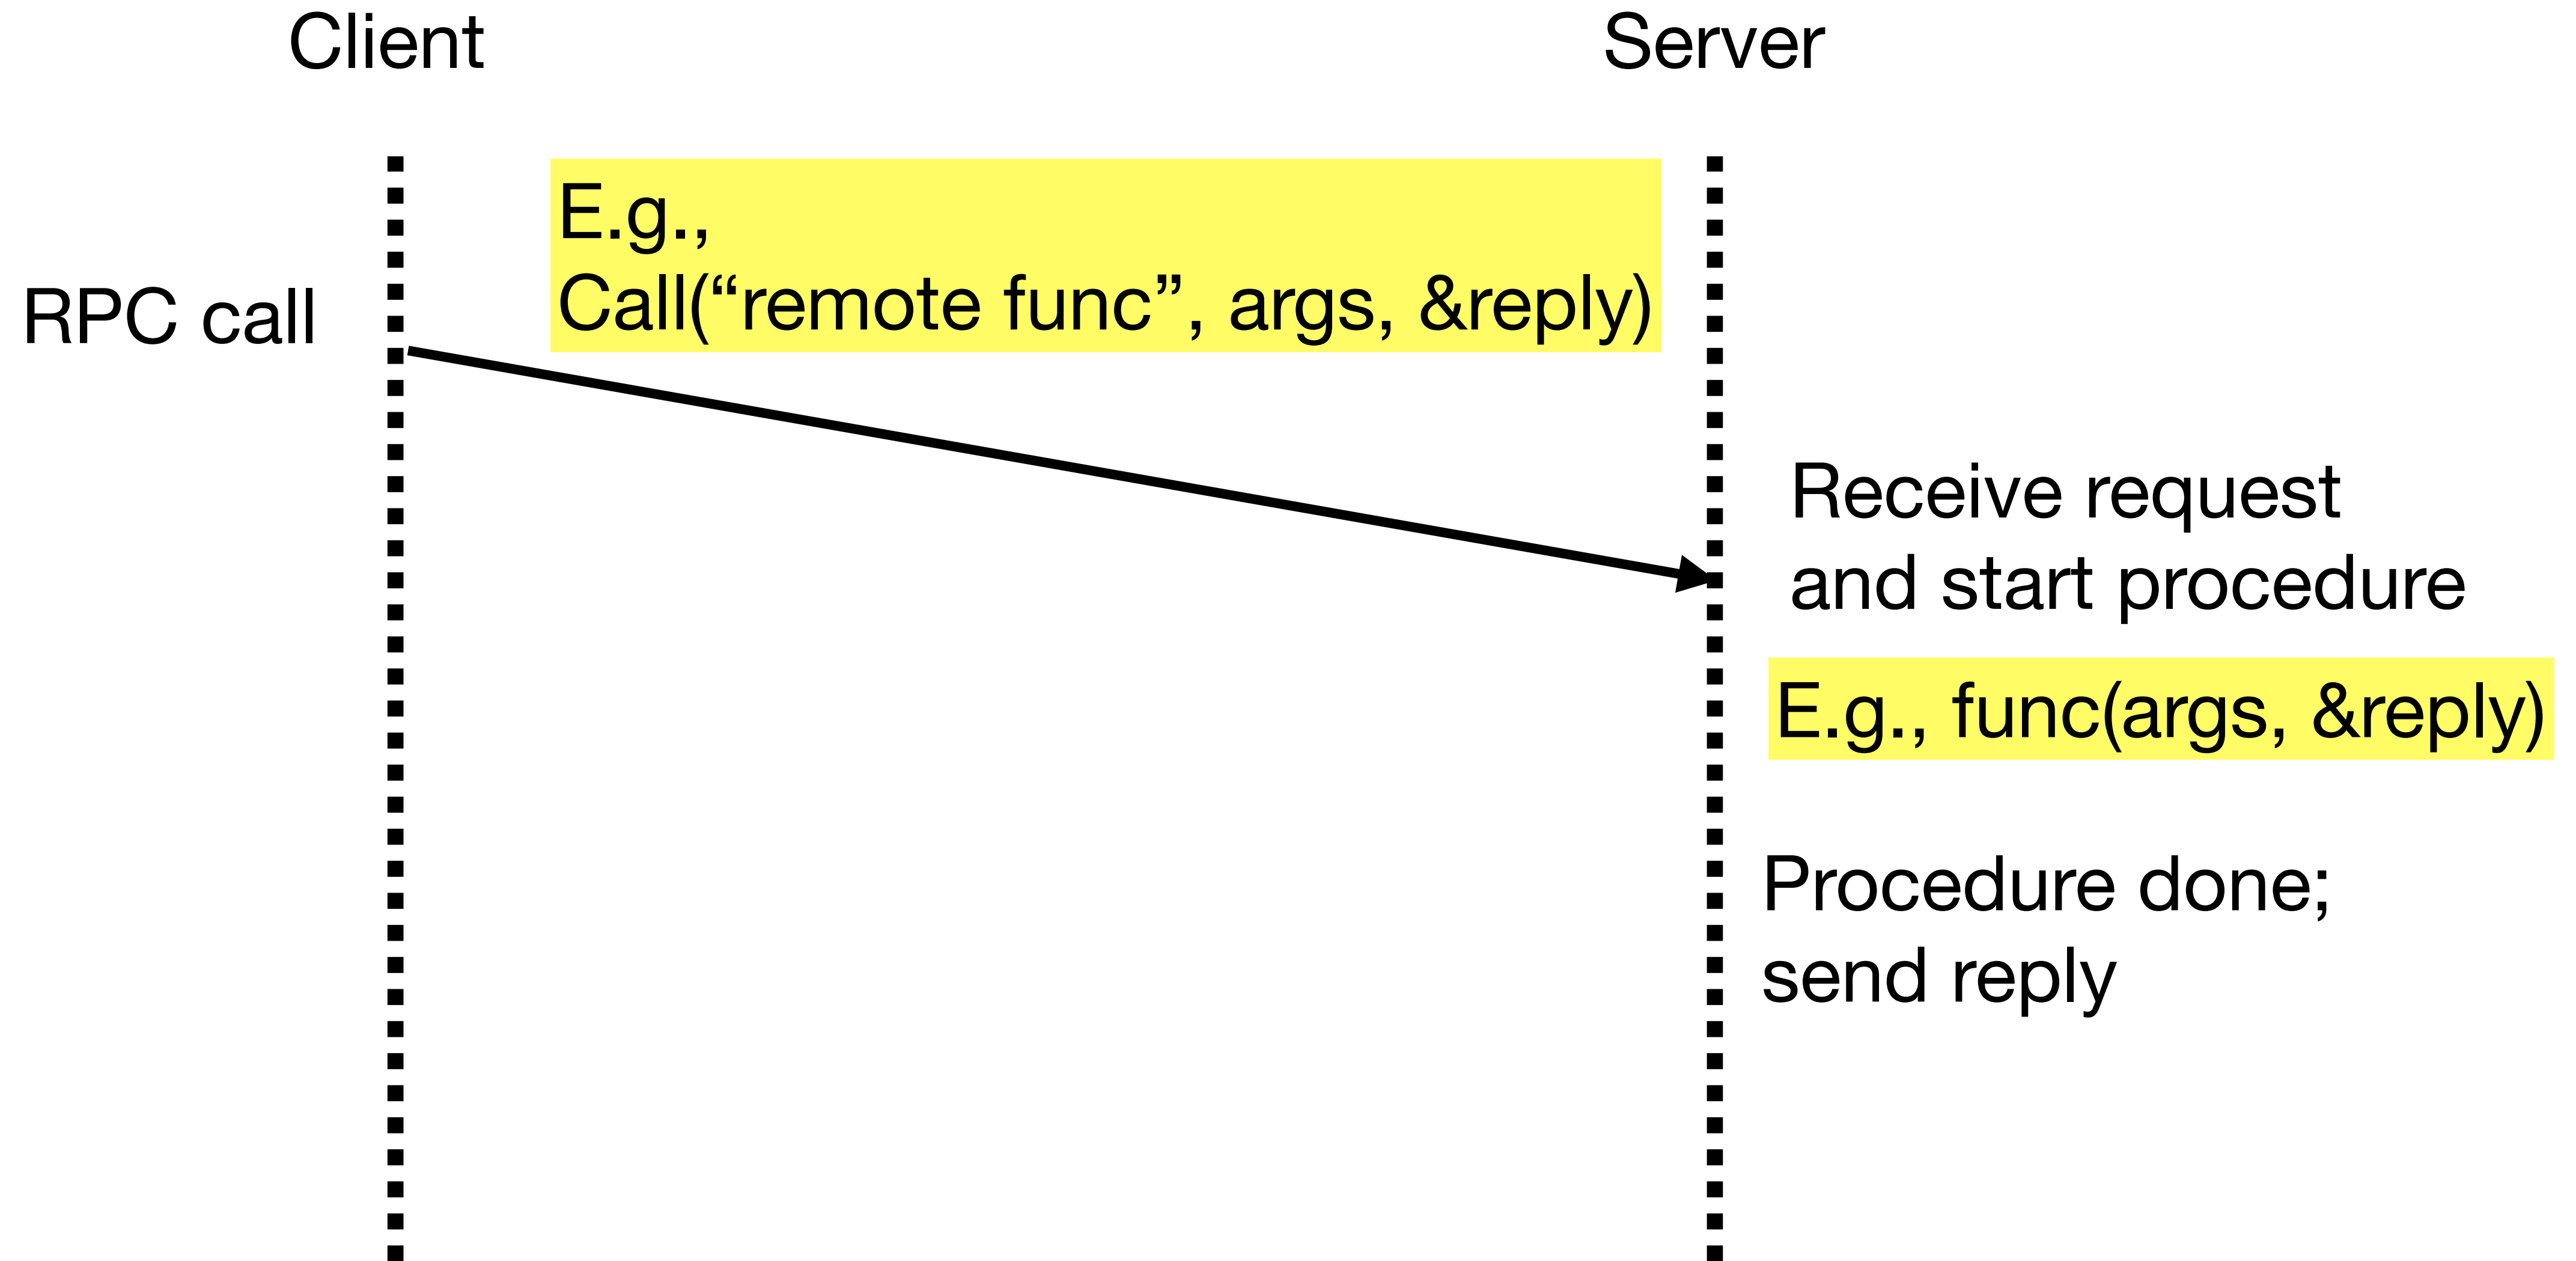 Client
Server
E.g.,
Call(“remote func”, args, &reply)
RPC call
Receive request
and start procedure
E.g., func(args, &reply)
Procedure done;
send reply